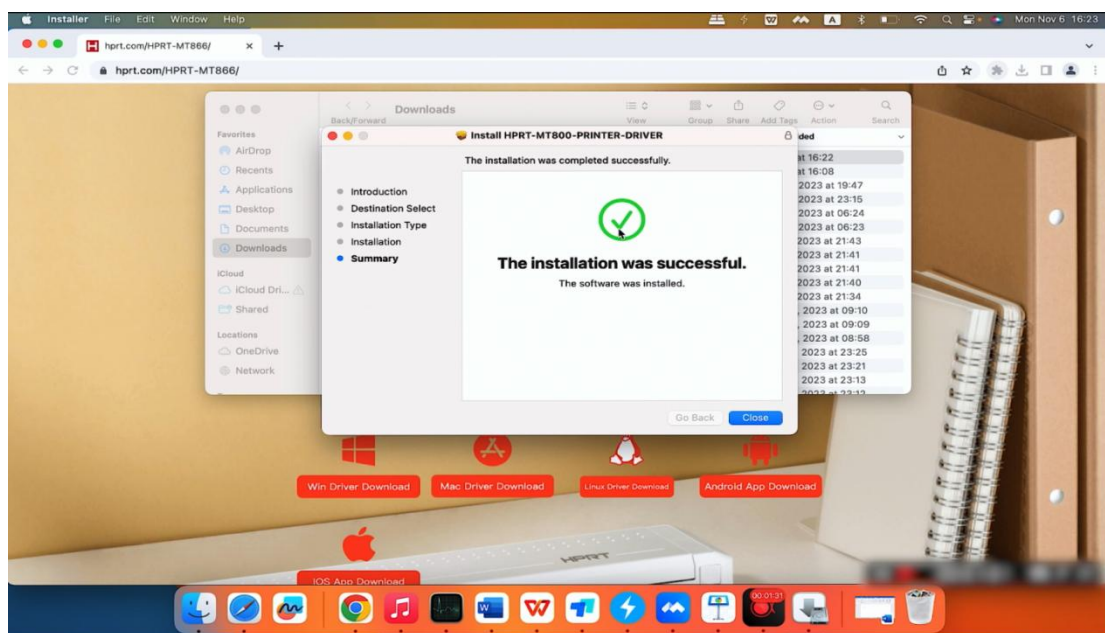 Installer File Edit Window Help
W A Mon Nov 6 16:23
hprt.com/HPRT-MT866/
hprt.com/HPRT-MT866/
Downloads
Back/Forward View Group Share Add Tags Action Search
Favorites
AirDrop
Recents
Applications
Desktop
Documents
Downloads
iCloud
iCloud Dri...
Shared
Locations
OneDrive
Network
Install HPRT-MT800-PRINTER-DRIVER
The installation was completed successfully.
Introduction
Destination Select
Installation Type
Installation
Summary
The installation was successful.
The software was installed.
Go Back Close
ded
at 16:22
at 16:08
2023 at 19:47
2023 at 23:15
2023 at 06:24
2023 at 06:23
2023 at 21:43
2023 at 21:41
2023 at 21:41
2023 at 21:40
2023 at 21:34
, 2023 at 09:10
, 2023 at 09:09
, 2023 at 08:58
2023 at 23:25
2023 at 23:21
2023 at 23:13
Win Driver Download
Mac Driver Download
Linux Driver Download
Android App Download
IOS App Download
HPRT
W
00:01:31